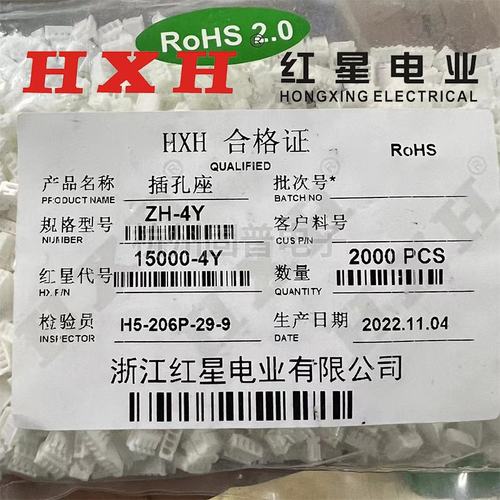 RoHS 2.0
HXH 红星电业
HONGXING ELECTRICAL
HXH 合格证
QUALIFIED
RoHS
产品名称 插孔座 批次号*
PRODUCT NAME BATCH NO
规格型号 ZH-4Y 客户料号
NUMBER CUS P/N
红星代号 15000-4Y 数量 2000 PCS
HX P/N QUANTITY
检验员 H5-206P-29-9 生产日期 2022.11.04
INSPECTOR DATE
浙江红星电业有限公司